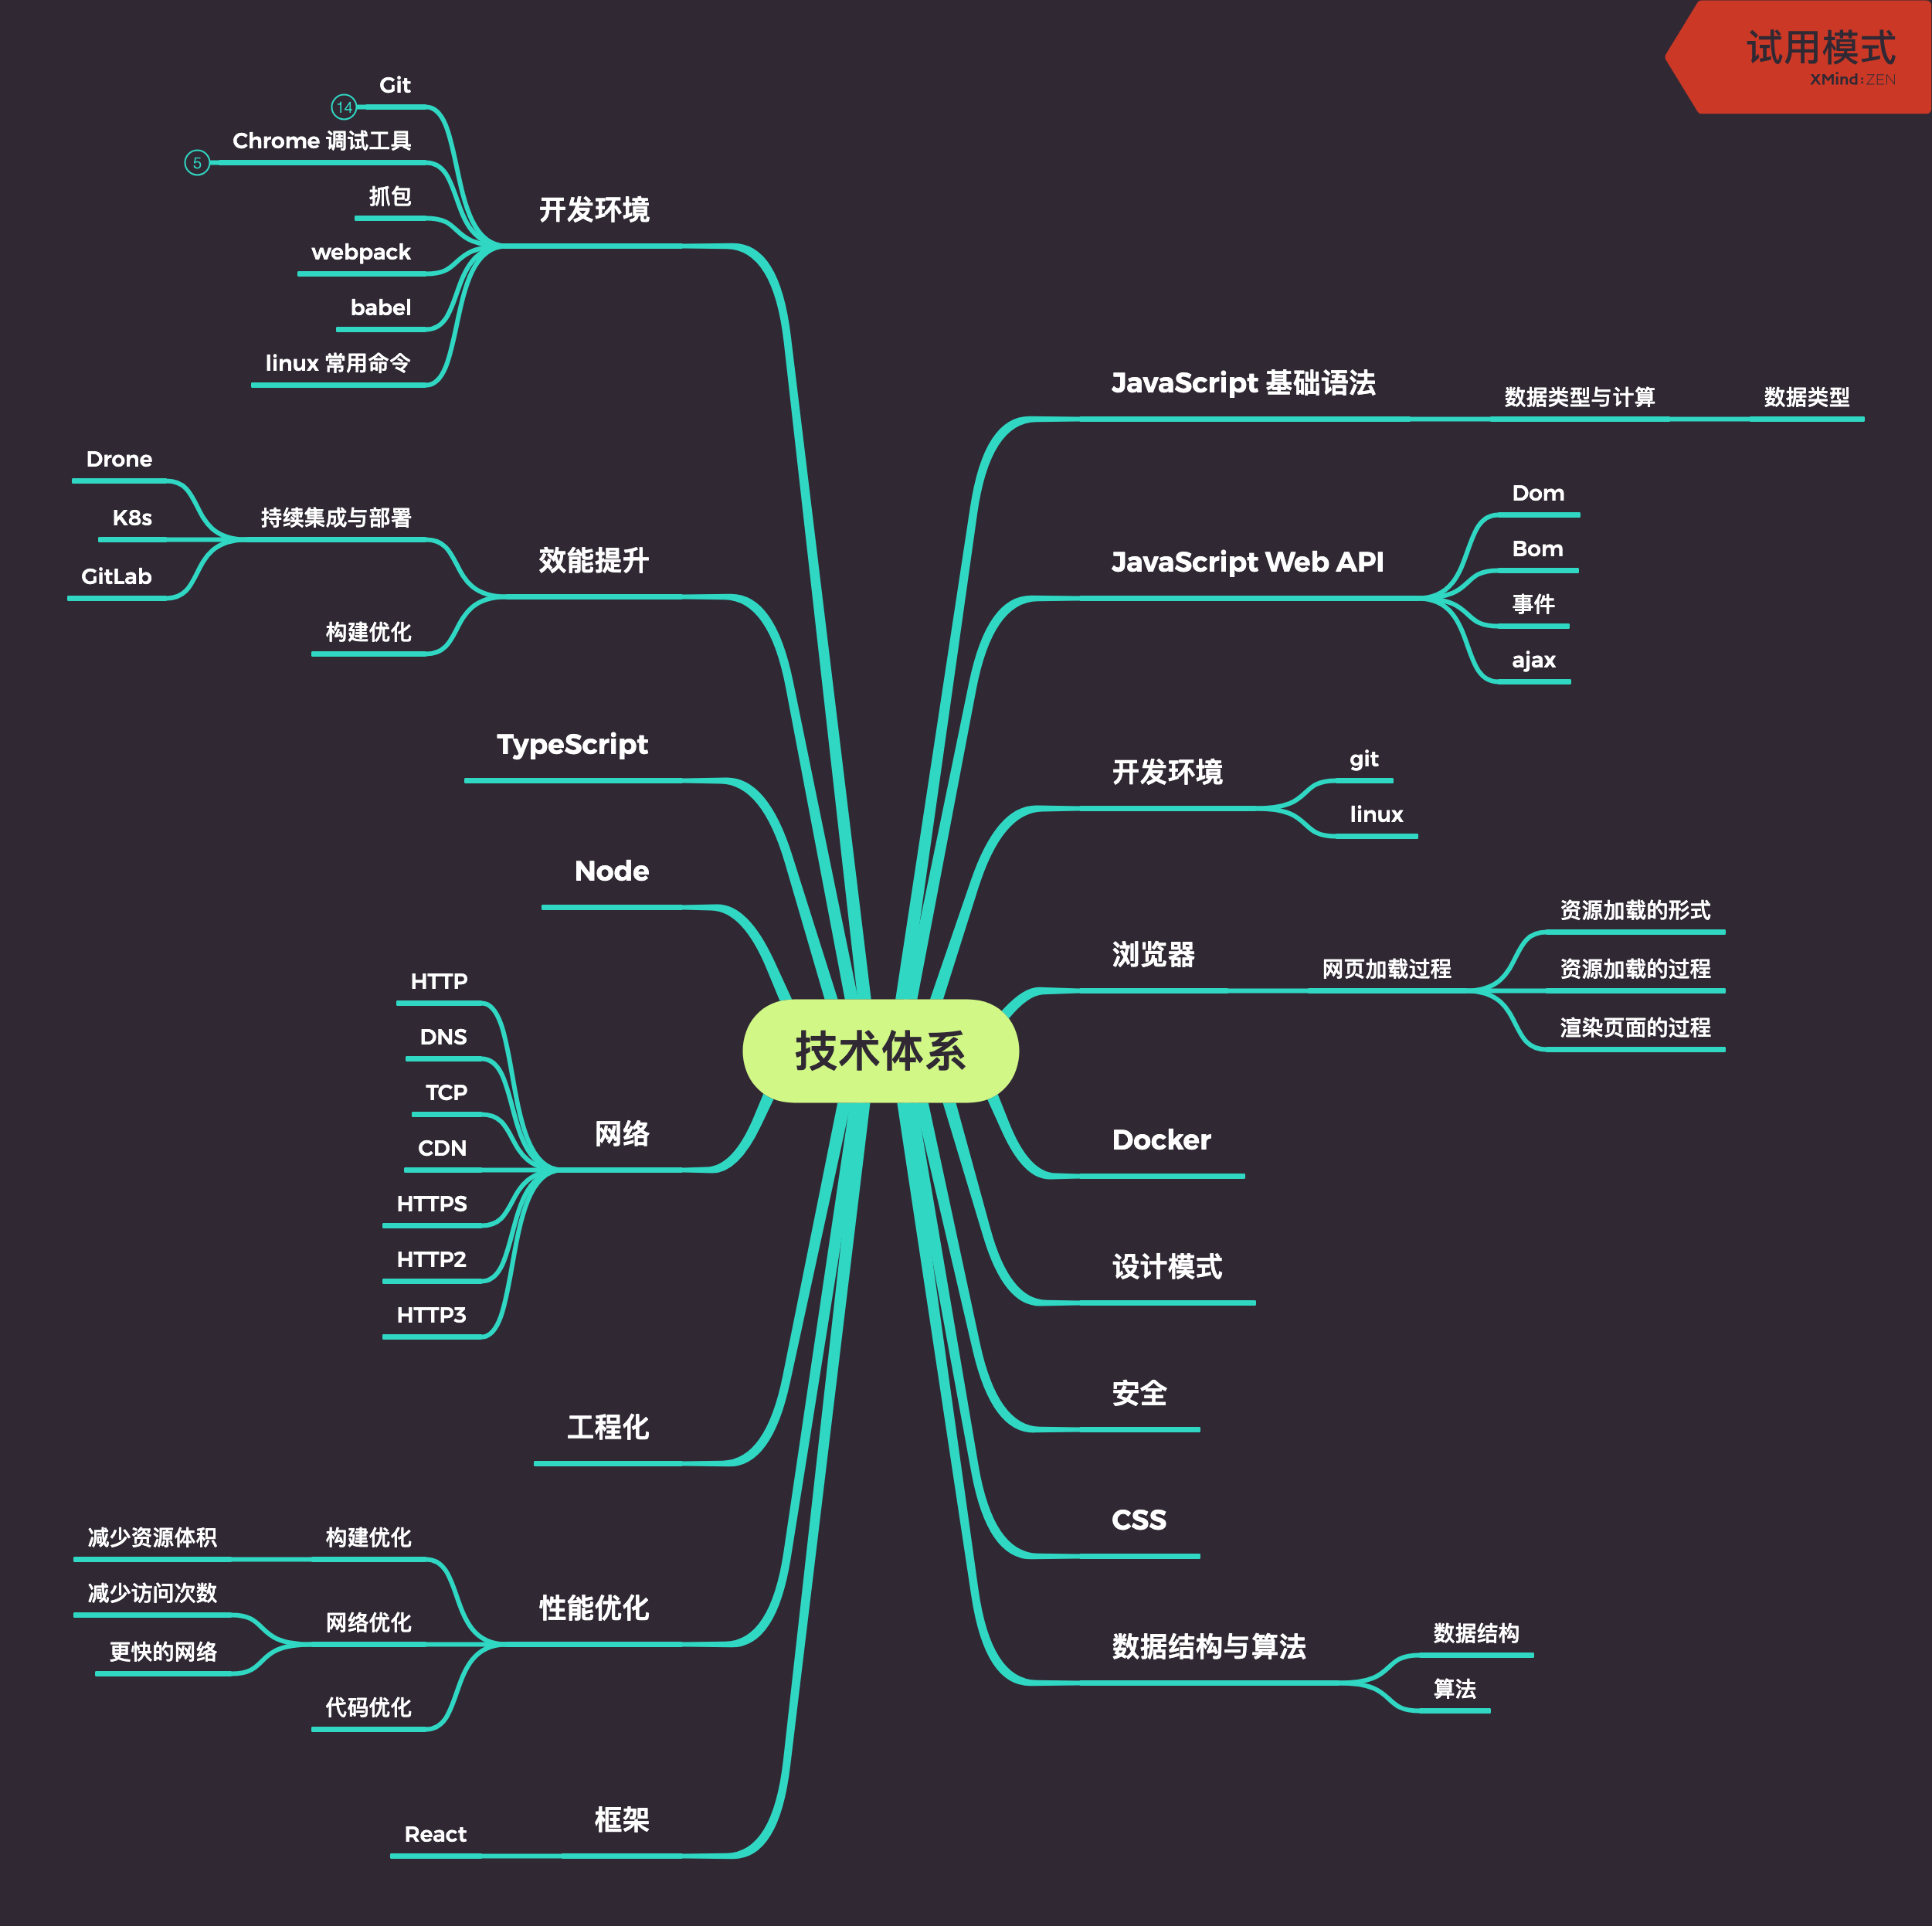 试用模式
XMind:ZEN
技术体系
JavaScript 基础语法
数据类型与计算
数据类型
JavaScript Web API
Dom
Bom
事件
ajax
开发环境
git
linux
浏览器
网页加载过程
资源加载的形式
资源加载的过程
渲染页面的过程
Docker
设计模式
安全
CSS
数据结构与算法
数据结构
算法
开发环境
Git
14
Chrome 调试工具
5
抓包
webpack
babel
linux 常用命令
效能提升
持续集成与部署
Drone
K8s
GitLab
构建优化
TypeScript
Node
网络
HTTP
DNS
TCP
CDN
HTTPS
HTTP2
HTTP3
工程化
性能优化
构建优化
减少资源体积
网络优化
减少访问次数
更快的网络
代码优化
框架
React